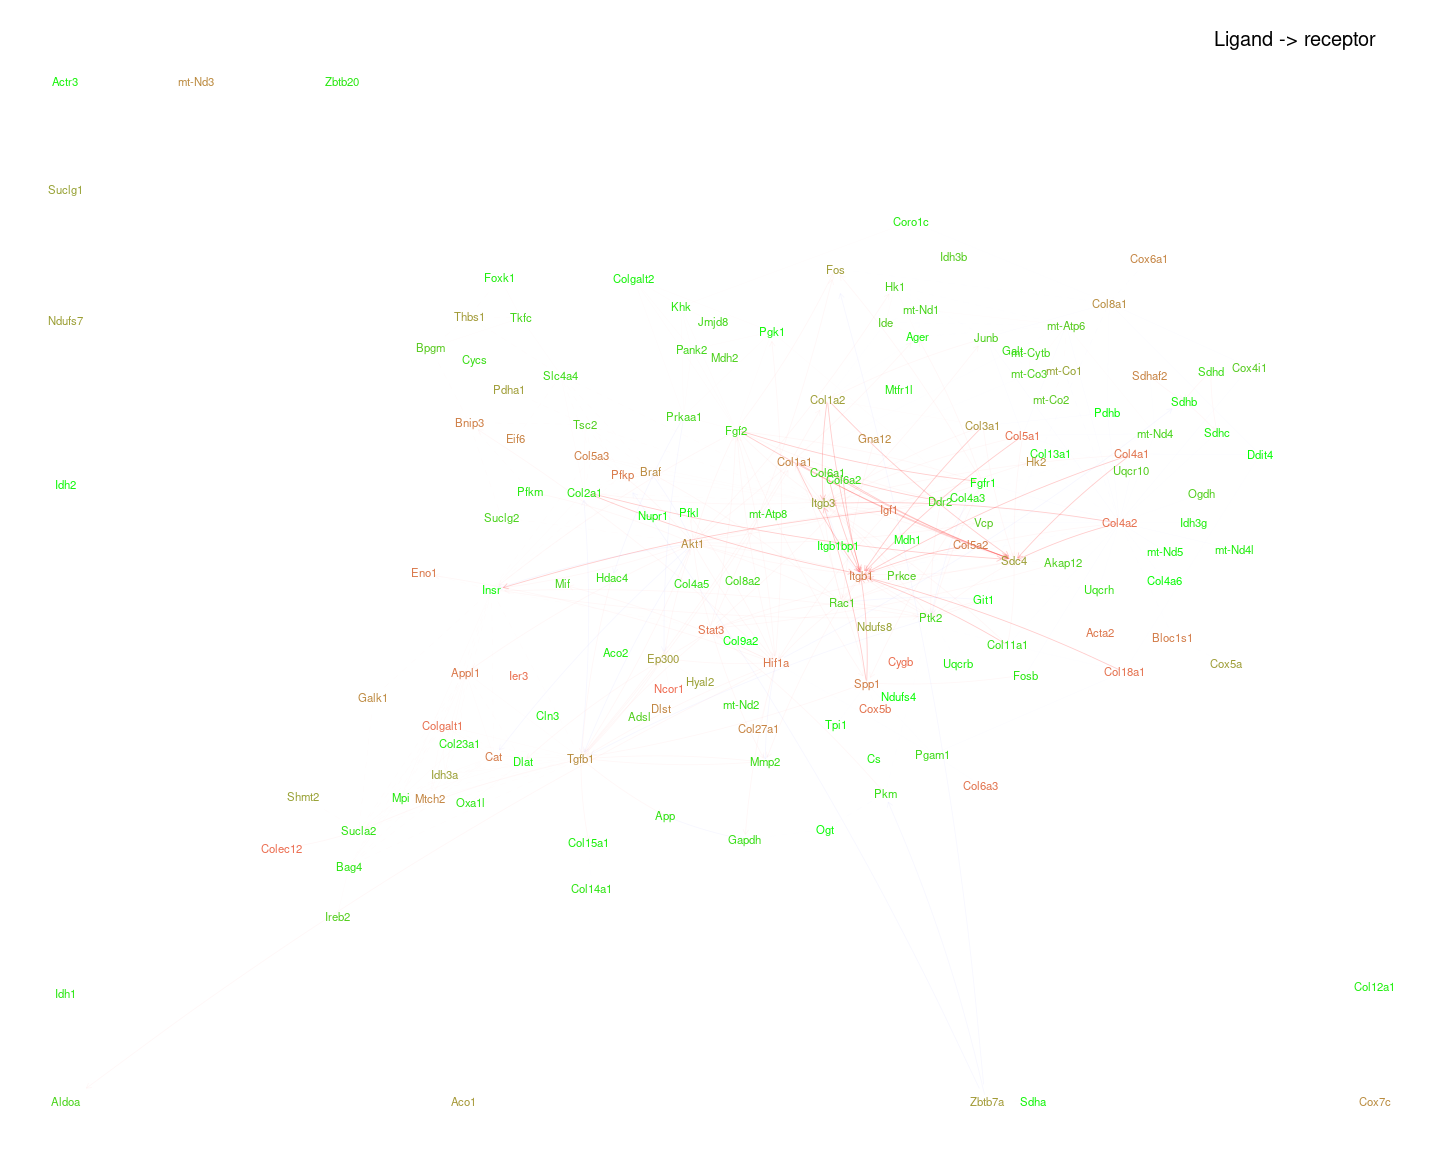 Ligand -> receptor
Actr3 mt-Nd3 Zbtb20
Suclg1
Coro1c
Idh3b Cox6a1
Fos
Foxk1 Colgalt2
Hk1
Khk mt-Nd1 Col8a1
Thbs1 Tkfc Jmjd8 Ide mt-Atp6
Ndufs7
Pgk1 Ager Junb
Bpgm Pank2 Galt mt-Cytb
Cycs Mdh2
Slc4a4 mt-Co3 mt-Co1 Sdhaf2 Sdhd Cox4i1
Pdha1 Mtfr1l
Col1a2 mt-Co2 Sdhb
Bnip3 Tsc2 Prkaa1 Pdhb
Fgf2 Col3a1
Eif6 Gna12 Col5a1 mt-Nd4 Sdhc
Col5a3 Col1a1 Hk2 Col13a1 Col4a1 Ddit4
Pfkp Braf Col6a1 Uqcr10
Idh2 Col6a2 Fgfr1
Pfkm Col2a1 Itgb3 Ddr2 Col4a3 Ogdh
Suclg2 Nupr1 Pfkl mt-Atp8 Igf1 Vcp Col4a2 Idh3g
Akt1 Itgb1bp1 Mdh1 Col5a2 mt-Nd5 mt-Nd4l
Sdc4 Akap12
Eno1 Mif Hdac4 Col4a5 Col8a2 Itgb1 Prkce Col4a6
Insr Uqcrh
Rac1 Git1
Stat3 Ndufs8 Ptk2 Acta2
Col9a2 Col11a1 Bloc1s1
Aco2 Ep300 Hif1a Cygb Uqcrb Cox5a
Appl1 Ier3 Hyal2 Spp1 Fosb Col18a1
Galk1 Ncor1 Ndufs4
Dlst mt-Nd2 Cox5b
Colgalt1 Cln3 Adsl Col27a1 Tpi1
Col23a1
Cat Dlat Tgfb1 Mmp2 Cs Pgam1
Idh3a Col6a3
Shmt2 Mpi Mtch2 Oxa1l Pkm
App
Sucla2 Ogt
Colec12 Col15a1 Gapdh
Bag4
Col14a1
Ireb2
Idh1 Col12a1
Aldoa Aco1 Zbtb7a Sdha Cox7c